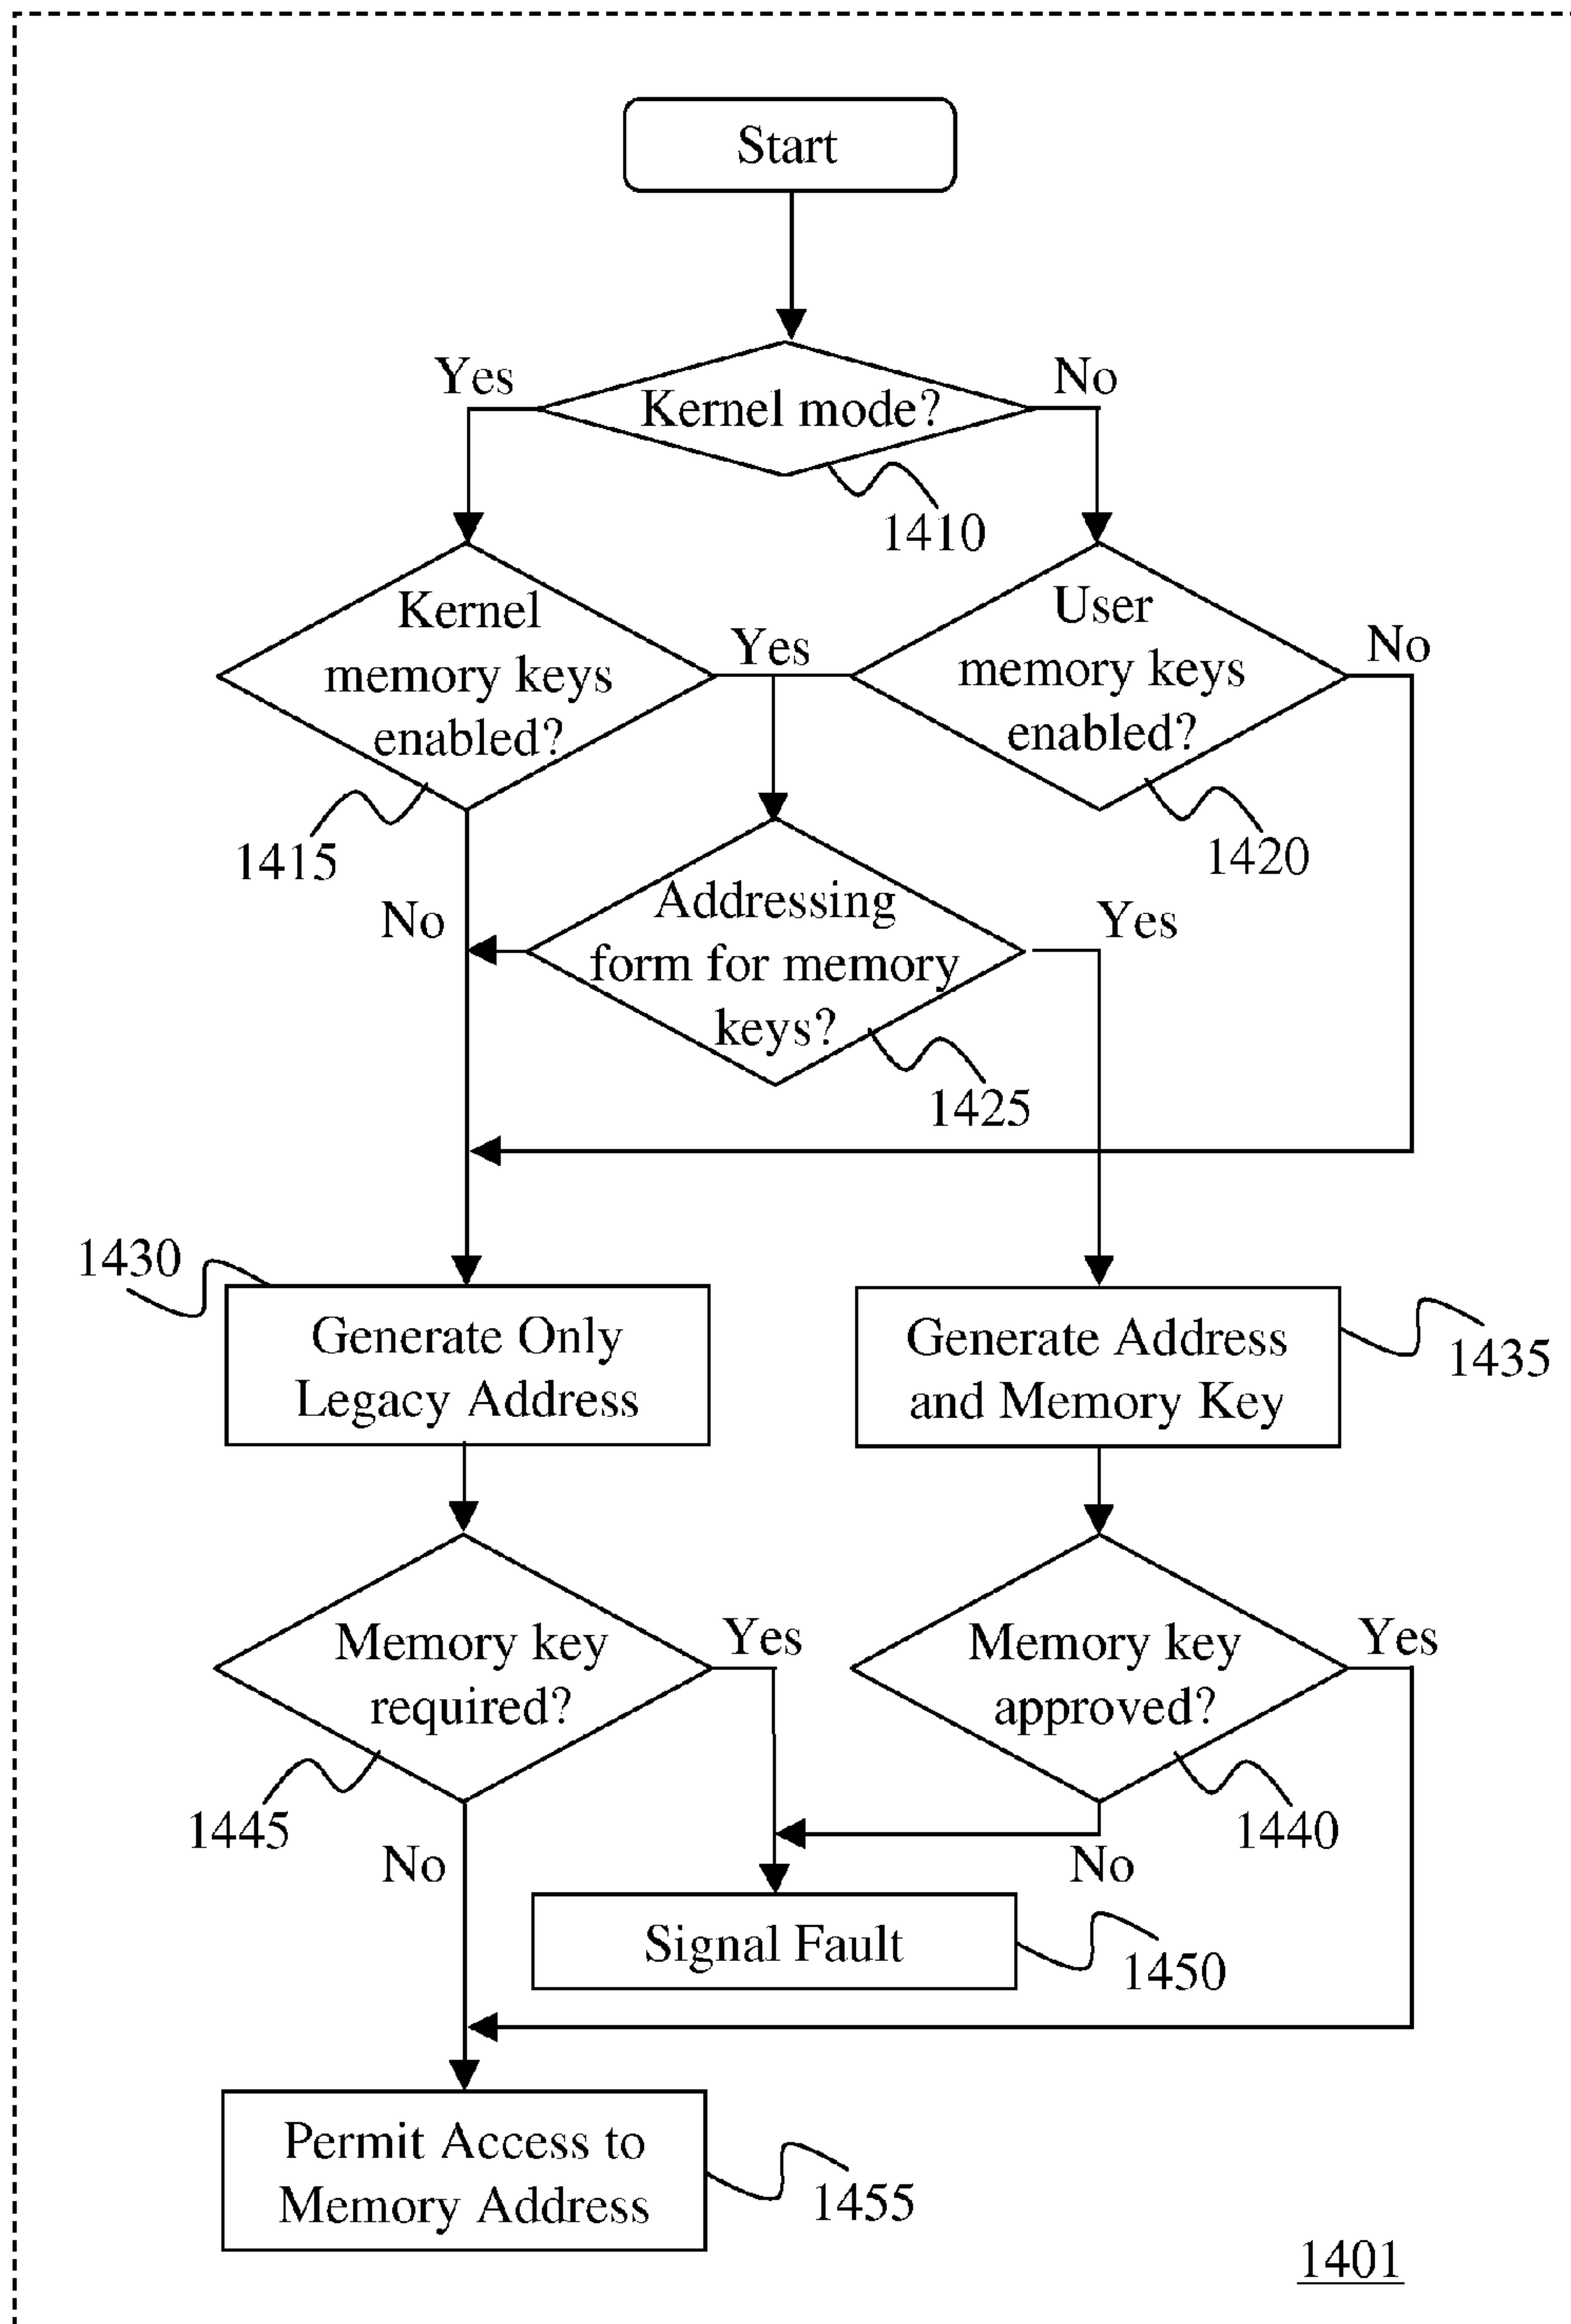 Start
Yes
No
Kernel mode?
1410
Kernel
memory keys
enabled?
Yes
User
memory keys
enabled?
No
1415
1420
No
Addressing
form for memory
keys?
Yes
1425
1430
Generate Only
Legacy Address
Generate Address
and Memory Key
1435
Memory key
required?
Yes
Memory key
approved?
Yes
1445
1440
No
No
Signal Fault
1450
Permit Access to
Memory Address
1455
1401